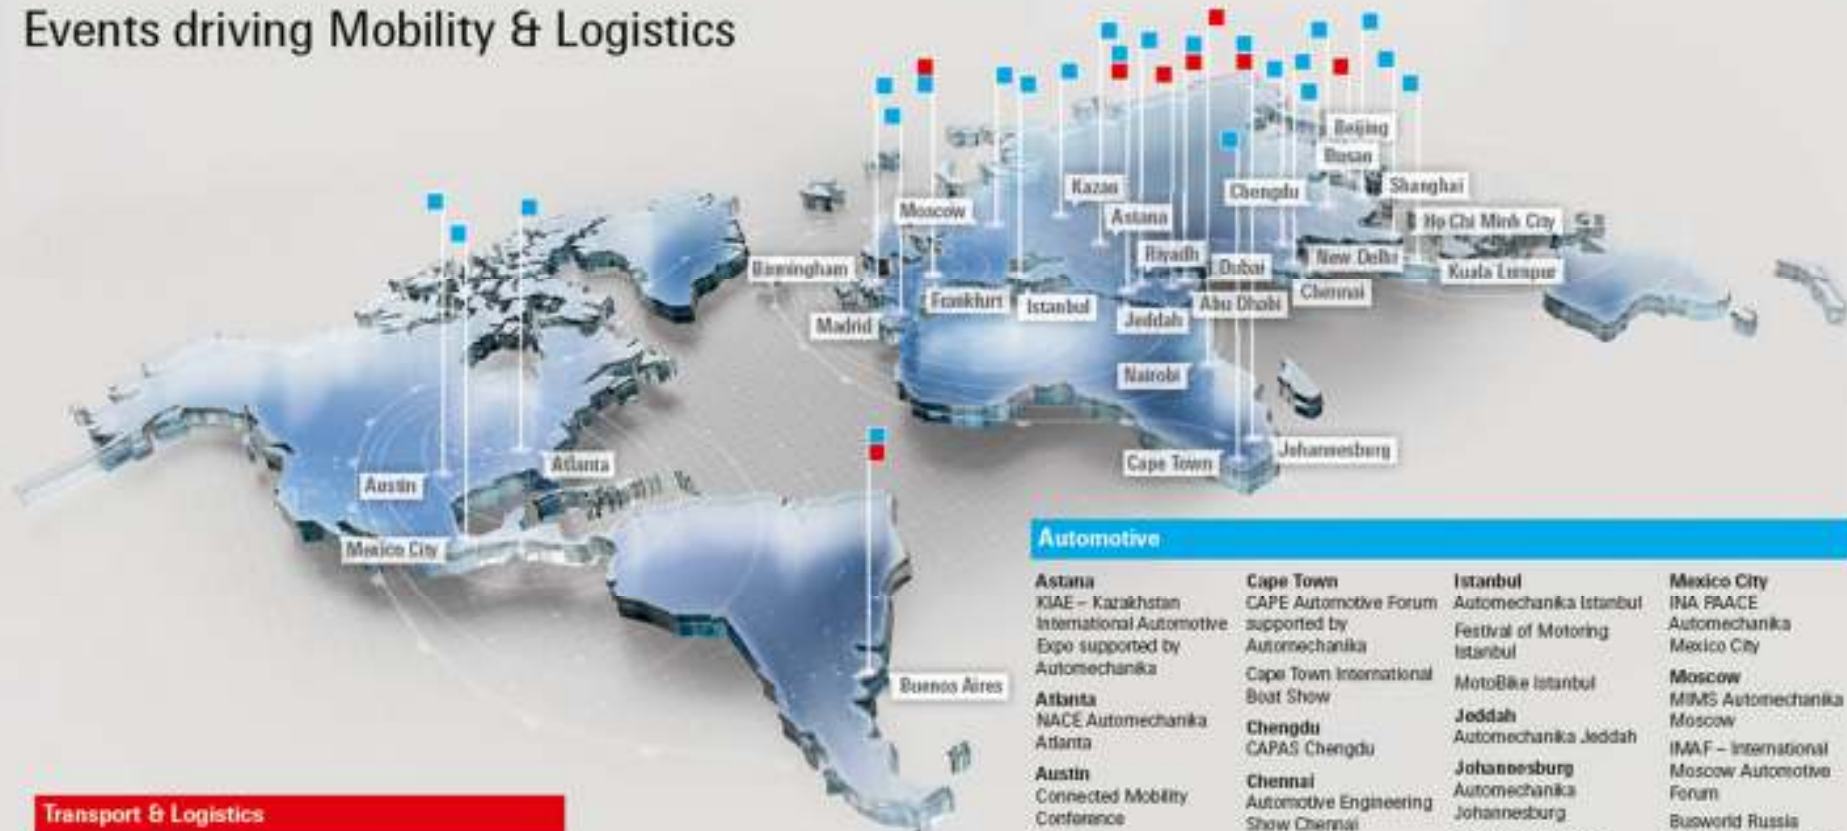 Events driving Mobility & Logistics
Beijing
Busan
Kazan
Chengdu
Shanghai
Moscow
Astana
Ho Chi Minh City
Riyadh
Dubai
New Delhi
Birmingham
Kuala Lumpur
Frankfurt
Istanbul
Abu Dhabi
Chennai
Madrid
Jeddah
Nairobi
Johannesburg
Cape Town
Atlanta
Austin
Mexico City
Buenos Aires
Transport & Logistics
Automotive
Astana
KIAE – Kazakhstan
International Automotive
Expo supported by
Automechanika
Atlanta
NACE Automechanika
Atlanta
Austin
Connected Mobility
Conference
Cape Town
CAPE Automotive Forum
supported by
Automechanika
Cape Town International
Boat Show
Chengdu
CAPAS Chengdu
Chennai
Automotive Engineering
Show Chennai
Istanbul
Automechanika Istanbul
Festival of Motoring
Istanbul
MotoBike Istanbul
Jeddah
Automechanika Jeddah
Johannesburg
Automechanika
Johannesburg
Mexico City
INA PAACE
Automechanika
Mexico City
Moscow
MIMS Automechanika
Moscow
IMAF – International
Moscow Automotive
Forum
Busworld Russia